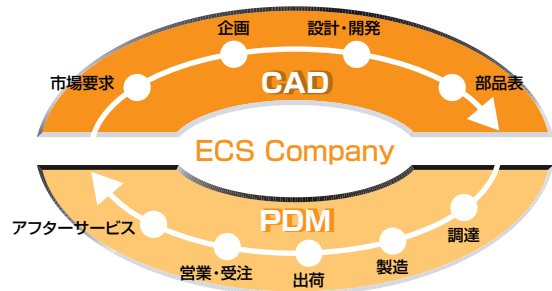 企画
設計・開発
市場要求
部品表
CAD
ECS Company
PDM
アフターサービス
調達
営業・受注
製造
出荷